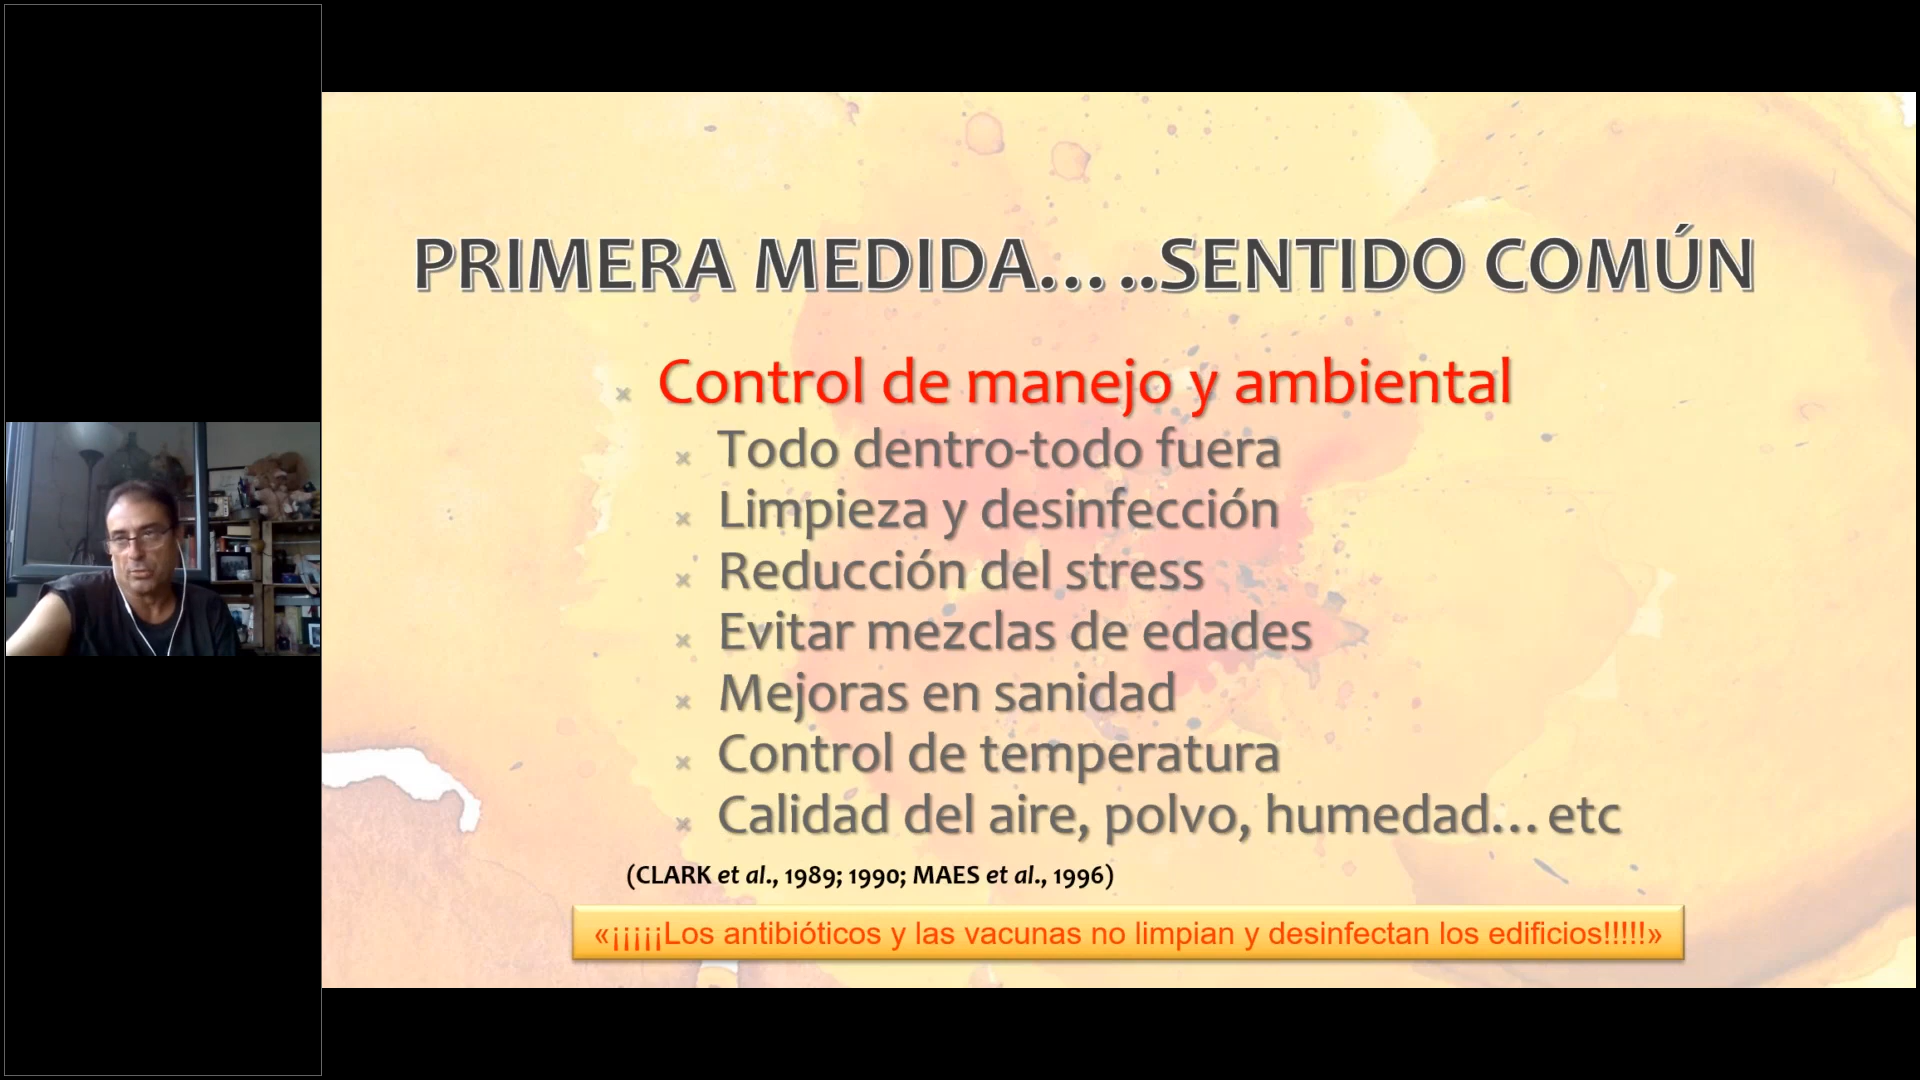 PRIMERA MEDIDA…..SENTIDO COMÚN
Control de manejo y ambiental
Todo dentro-todo fuera
Limpieza y desinfección
Reducción del stress
Evitar mezclas de edades
Mejoras en sanidad
Control de temperatura
Calidad del aire, polvo, humedad…etc
(CLARK et al., 1989; 1990; MAES et al., 1996)
«¡¡¡¡¡Los antibióticos y las vacunas no limpian y desinfectan los edificios!!!!!»